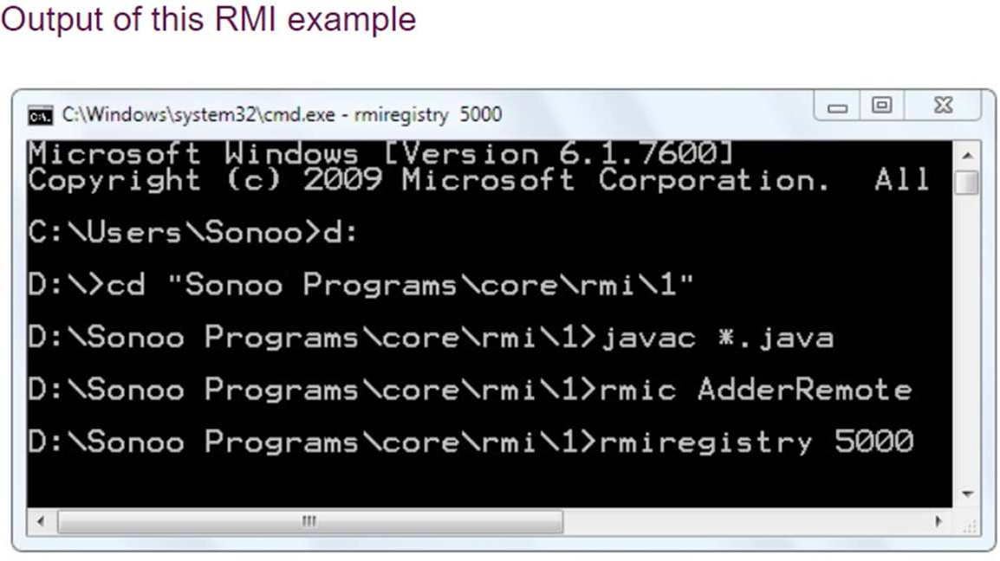 Output of this RMI example
C:\Windows\system32\cmd.exe - rmiregistry  5000
Microsoft Windows [Version 6.1.7600]
Copyright (c) 2009 Microsoft Corporation.  All
C:\Users\Sonoo>d:
D:\>cd "Sonoo Programs\core\rmi\1"
D:\Sonoo Programs\core\rmi\1>javac *.java
D:\Sonoo Programs\core\rmi\1>rmic AdderRemote
D:\Sonoo Programs\core\rmi\1>rmiregistry 5000